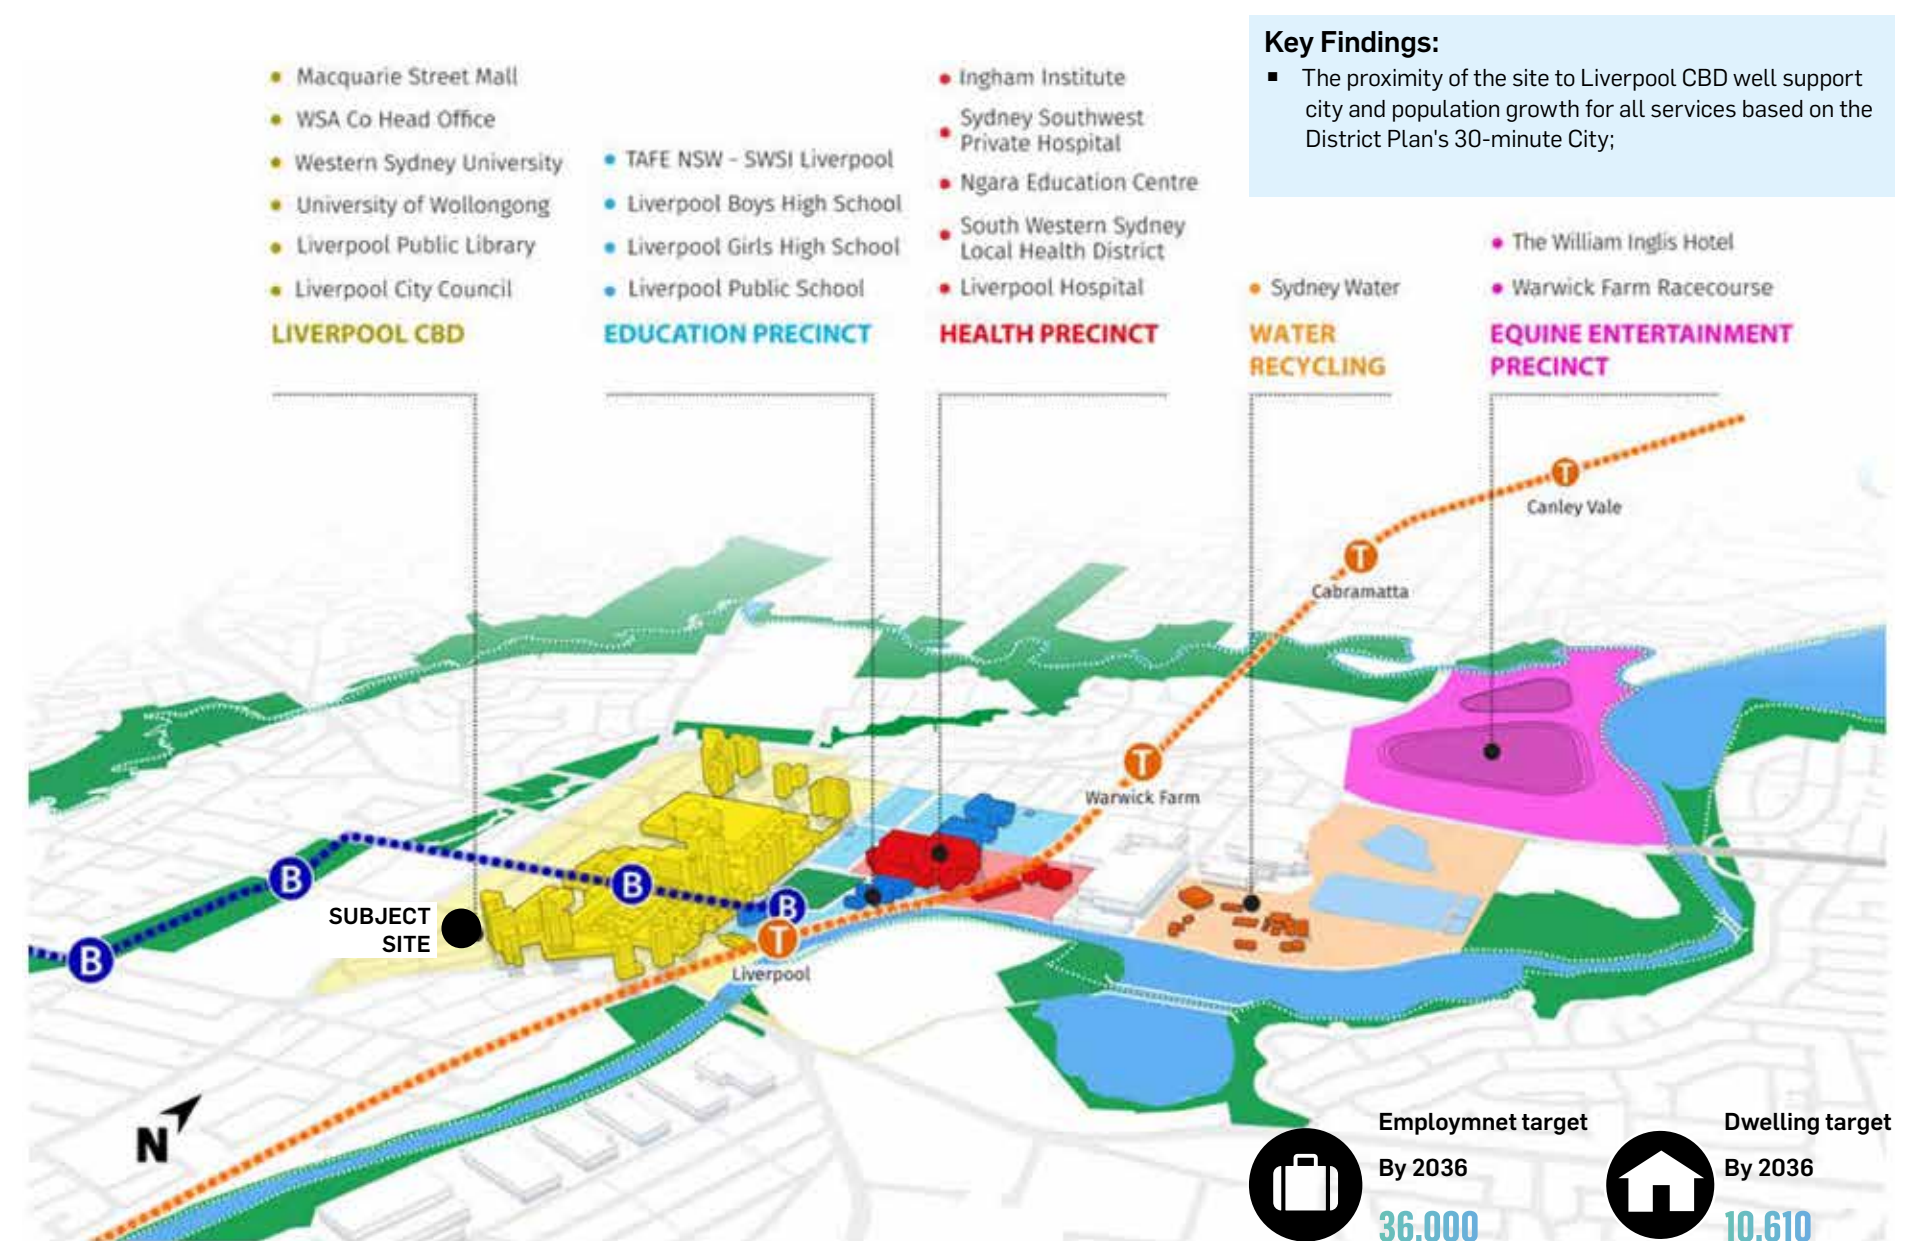 Key Findings:
▪ The proximity of the site to Liverpool CBD well support
city and population growth for all services based on the
District Plan's 30-minute City;
• Macquarie Street Mall
• WSA Co Head Office
• Western Sydney University
• University of Wollongong
• Liverpool Public Library
• Liverpool City Council
LIVERPOOL CBD
• TAFE NSW - SWSI Liverpool
• Liverpool Boys High School
• Liverpool Girls High School
• Liverpool Public School
EDUCATION PRECINCT
• Ingham Institute
• Sydney Southwest
Private Hospital
• Ngara Education Centre
• South Western Sydney
Local Health District
• Liverpool Hospital
HEALTH PRECINCT
• Sydney Water
WATER
RECYCLING
• The William Inglis Hotel
• Warwick Farm Racecourse
EQUINE ENTERTAINMENT
PRECINCT
T
Canley Vale
T
Cabramatta
T
Warwick Farm
B
B
B
B
SUBJECT
SITE
T
Liverpool
N
Employmnet target
By 2036
36,000
Dwelling target
By 2036
10,610